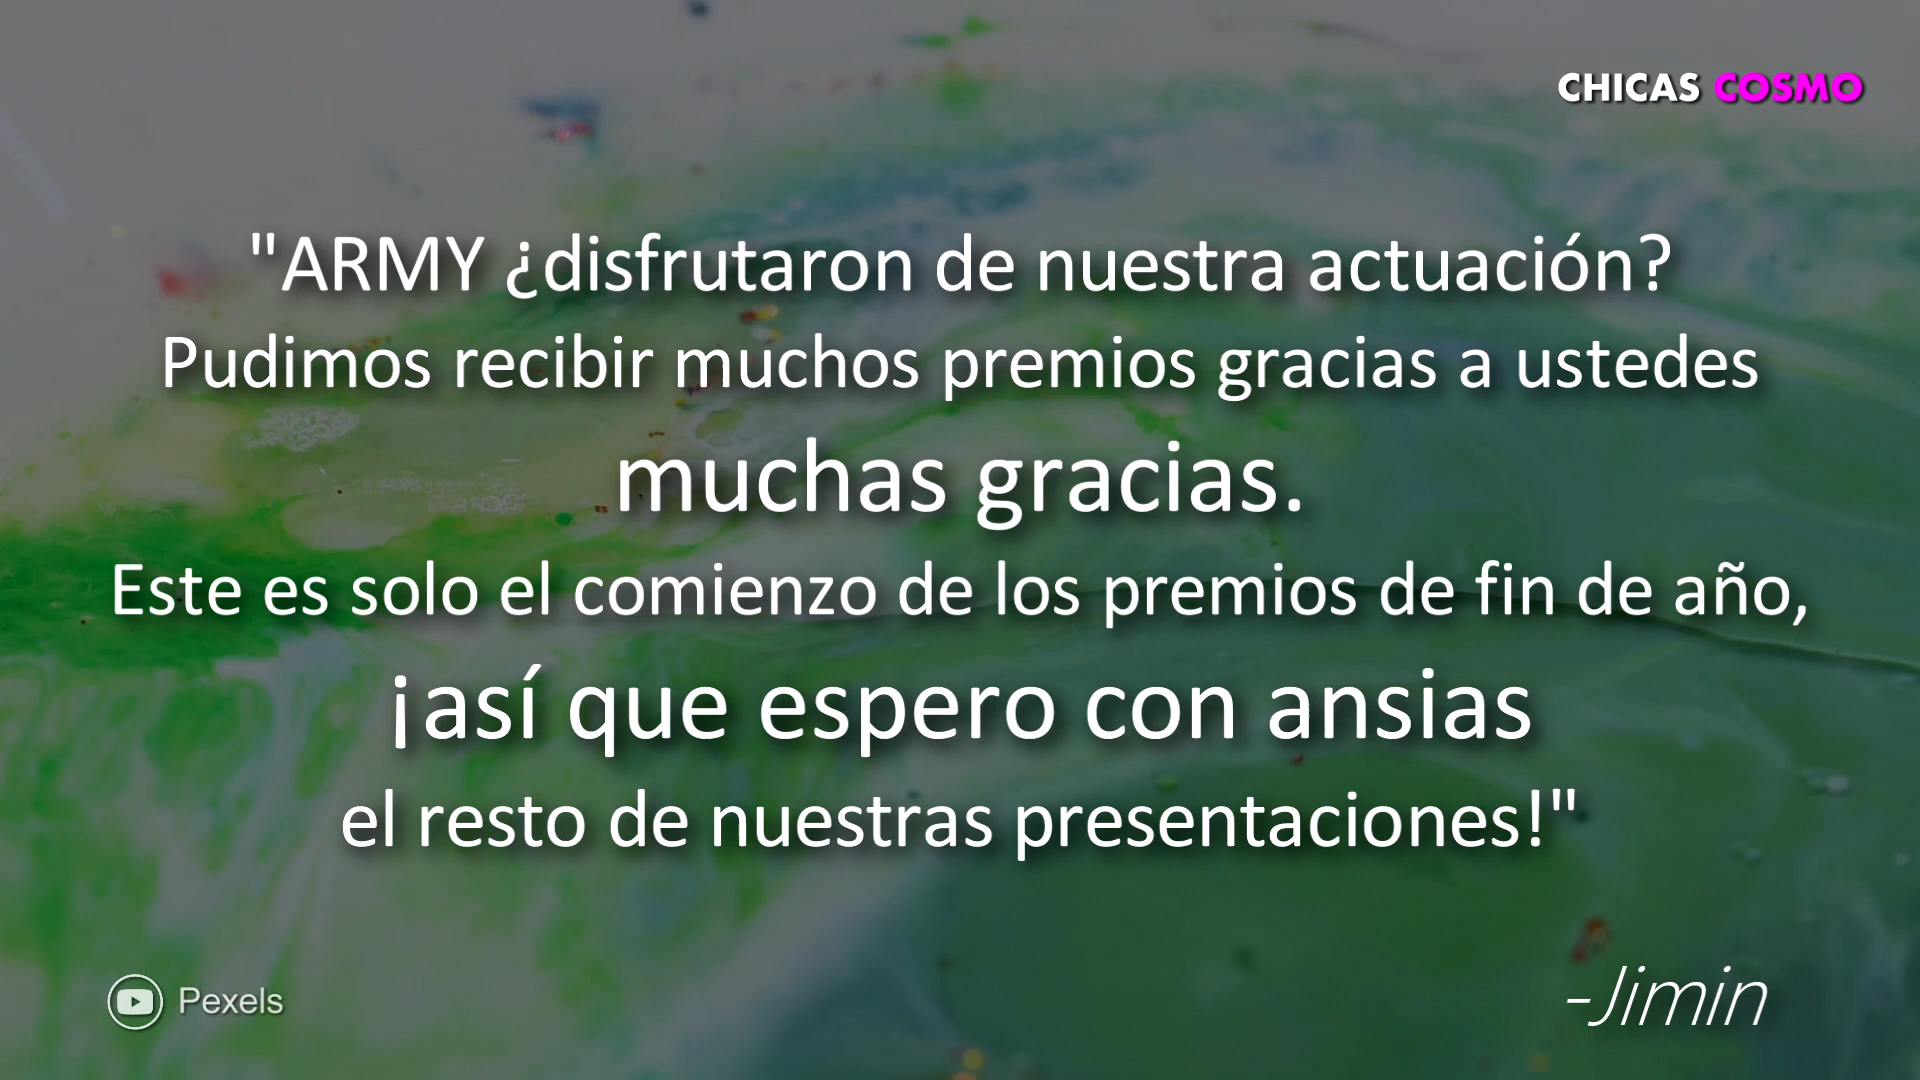 CHICAS COSMO
"ARMY ¿disfrutaron de nuestra actuación?
Pudimos recibir muchos premios gracias a ustedes
muchas gracias.
Este es solo el comienzo de los premios de fin de año,
¡así que espero con ansias
el resto de nuestras presentaciones!"
-Jimin
Pexels